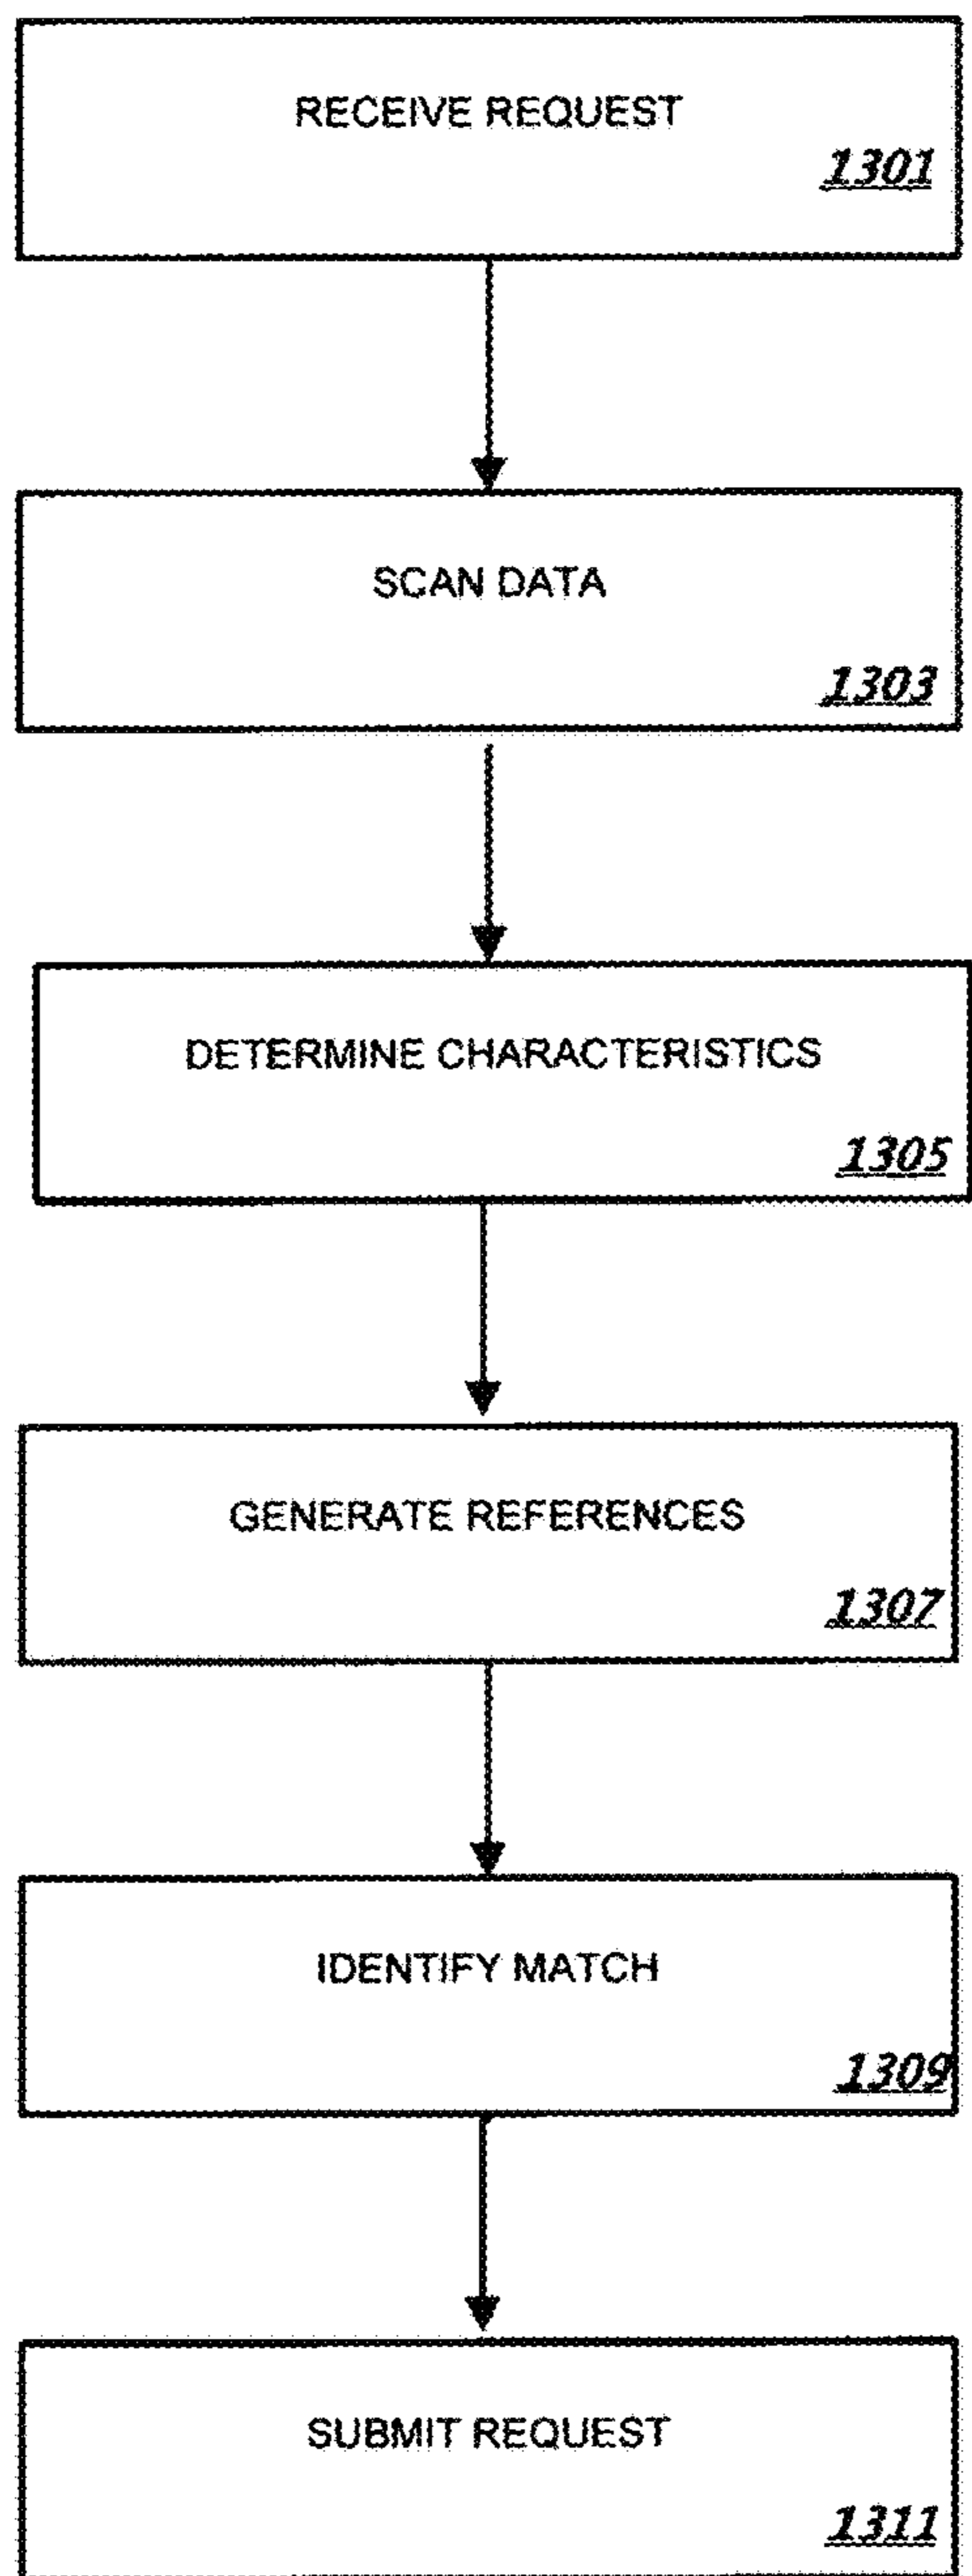 RECEIVE REQUEST
1301
SCAN DATA
1303
DETERMINE CHARACTERISTICS
1305
GENERATE REFERENCES
1307
IDENTIFY MATCH
1309
SUBMIT REQUEST
1311